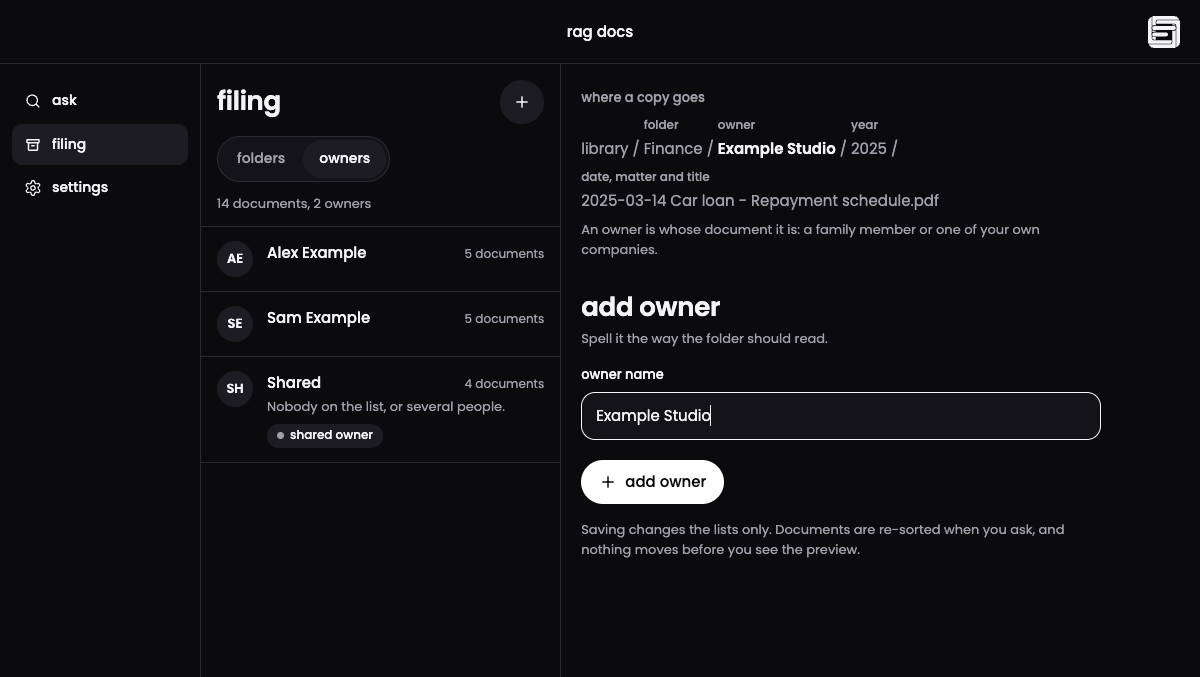 rag docs
ask
filing
settings
filing
folders
owners
14 documents, 2 owners
AE
Alex Example
5 documents
SE
Sam Example
5 documents
SH
Shared
4 documents
Nobody on the list, or several people.
shared owner
where a copy goes
folder owner year
library / Finance / Example Studio / 2025 /
date, matter and title
2025-03-14 Car loan - Repayment schedule.pdf
An owner is whose document it is: a family member or one of your own
companies.
add owner
Spell it the way the folder should read.
owner name
Example Studio
+ add owner
Saving changes the lists only. Documents are re-sorted when you ask, and
nothing moves before you see the preview.